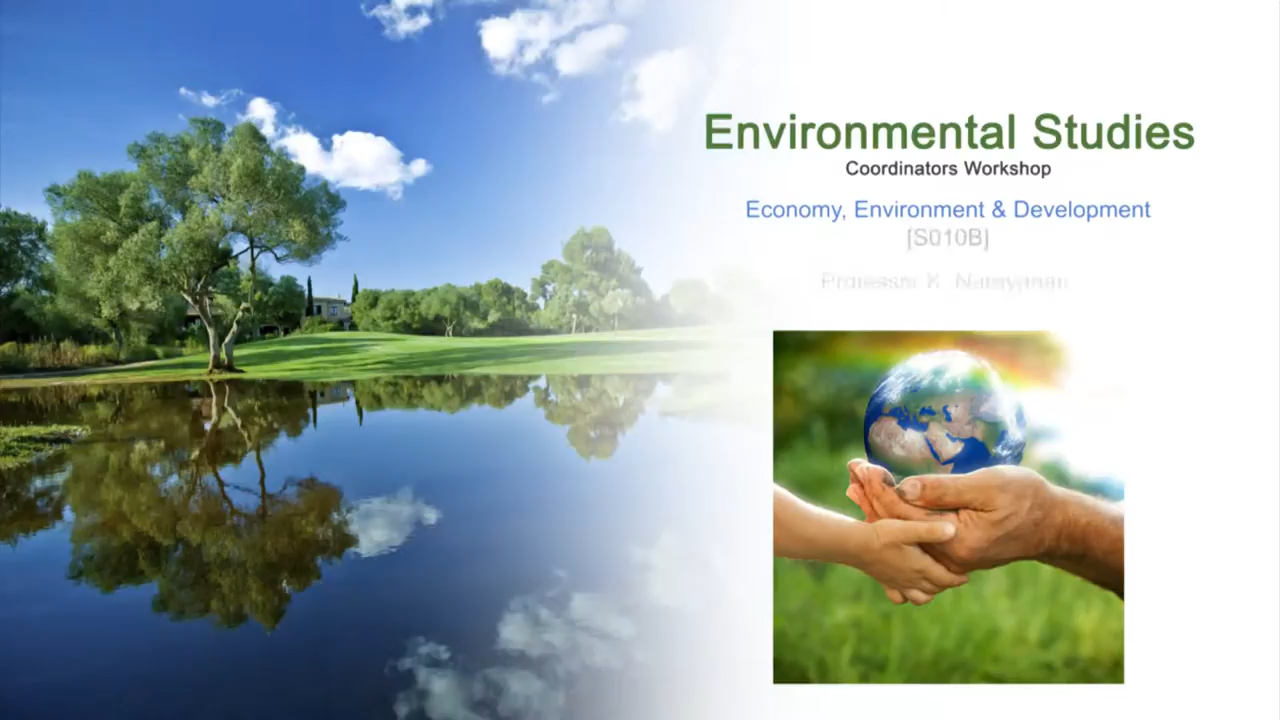 Environmental Studies
Coordinators Workshop
Economy, Environment & Development
[S010B]